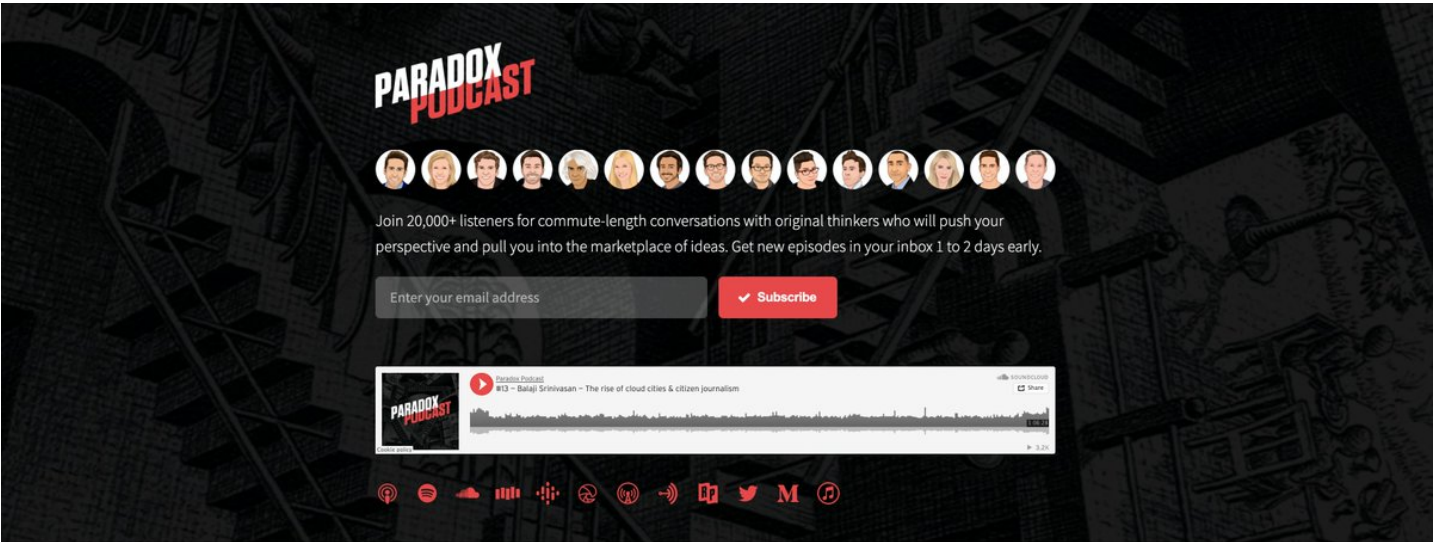 PARADOX
PODCAST
Join 20,000+ listeners for commute-length conversations with original thinkers who will push your
perspective and pull you into the marketplace of ideas. Get new episodes in your inbox 1 to 2 days early.
Enter your email address
Subscribe
Paradox Podcast
#13 – Balaji Srinivasan – The rise of cloud cities & citizen journalism
SOUNDCLOUD
Share
PARADOX
PODCAST
1:06:28
Cookie policy
3.2K